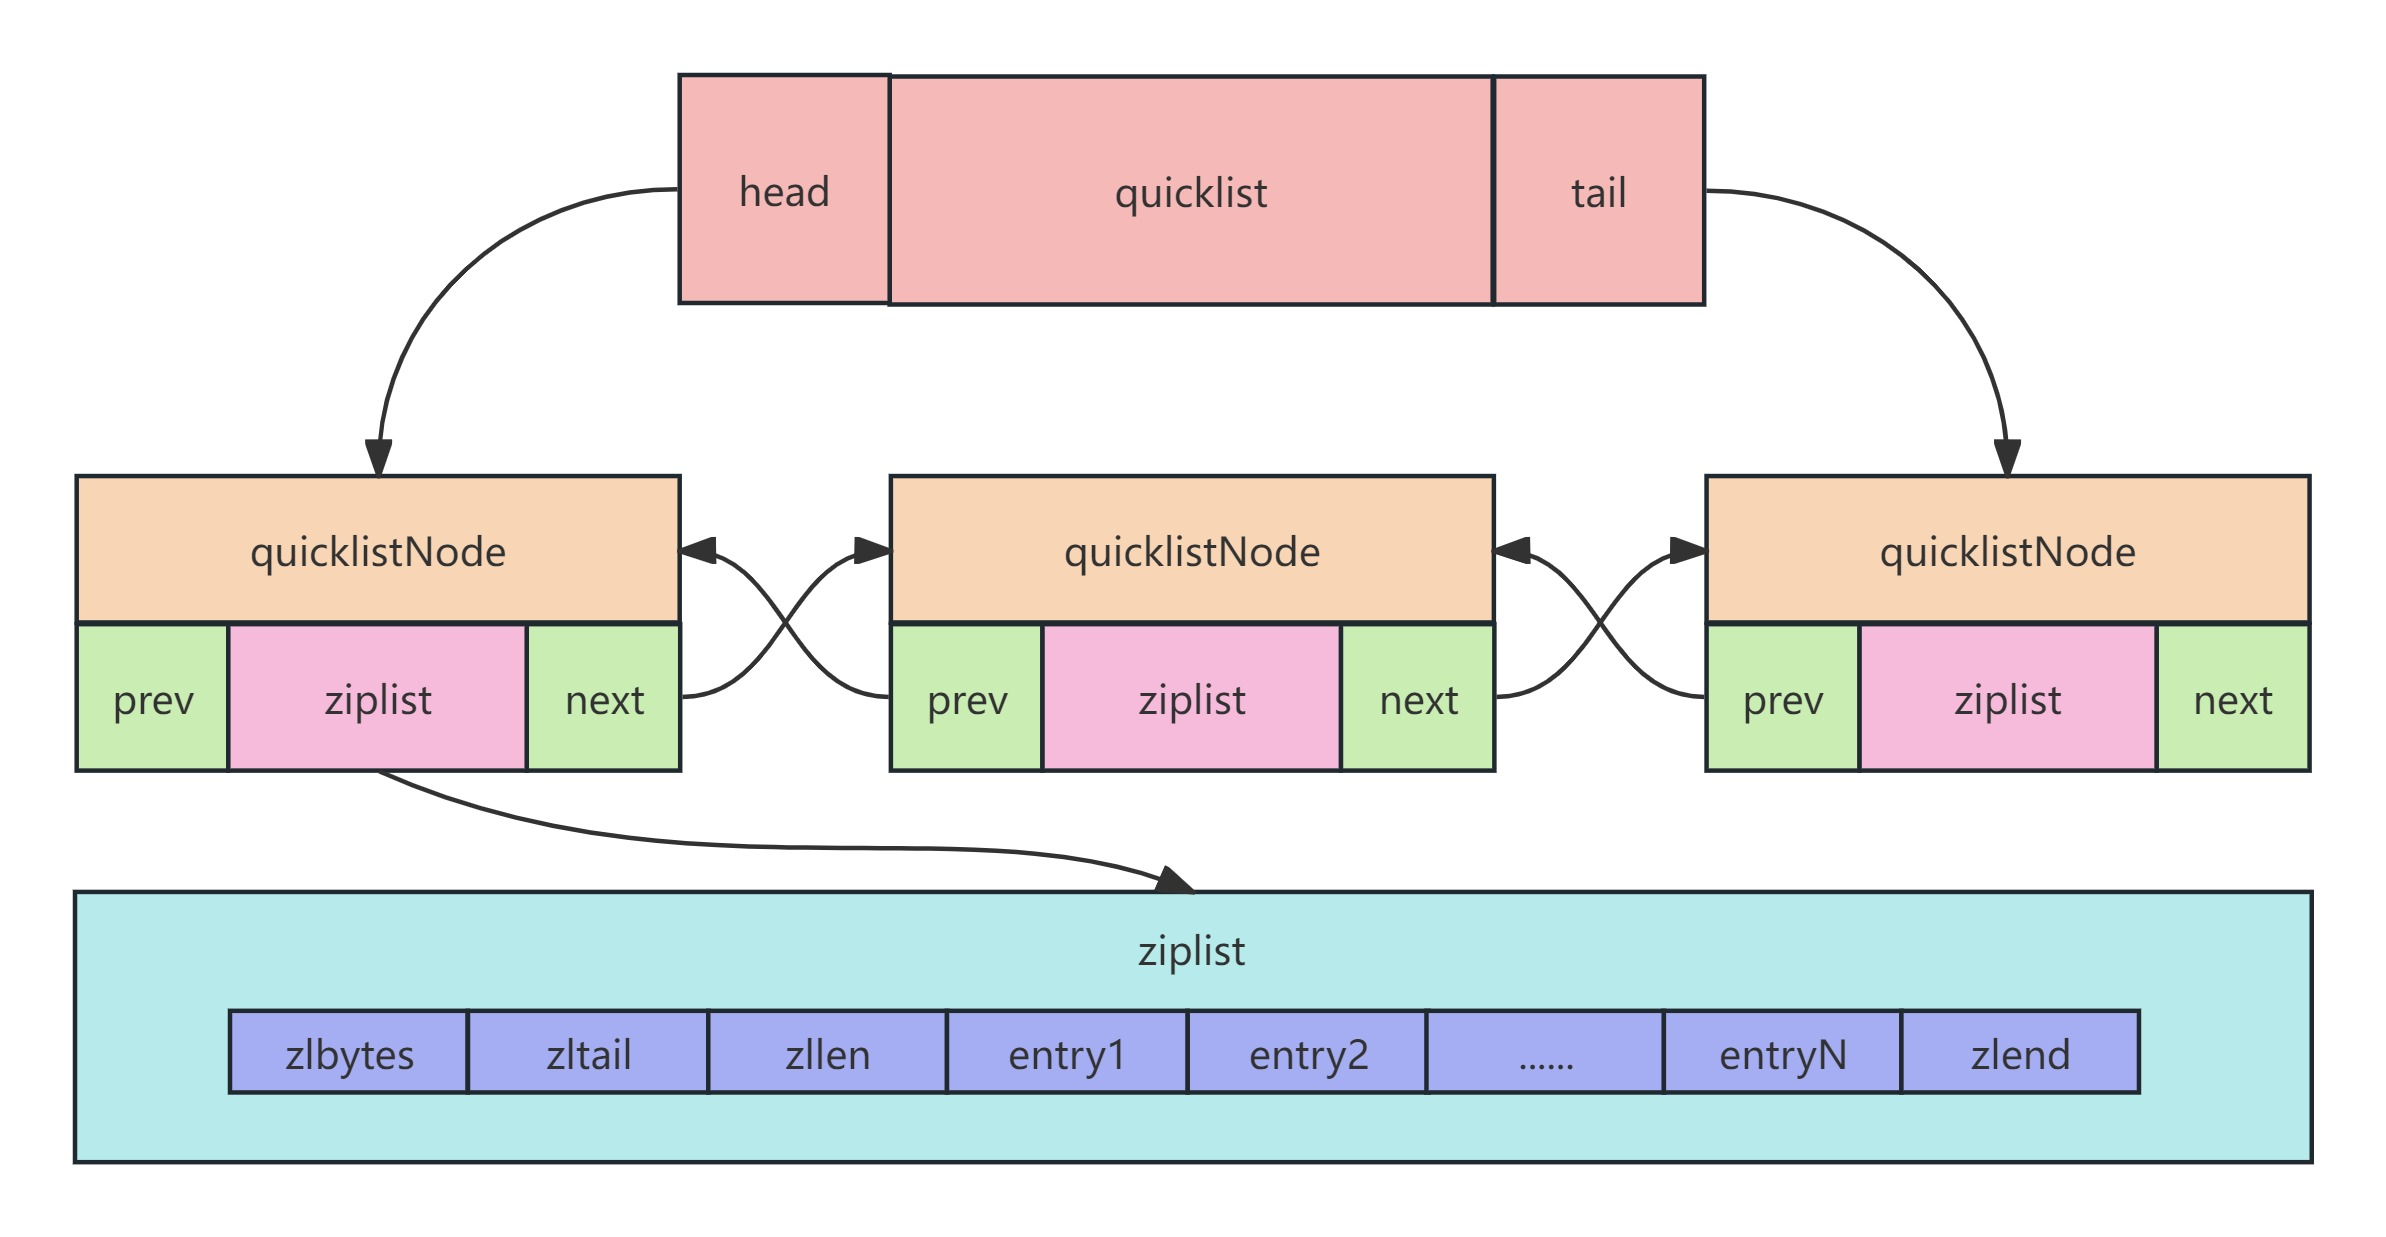 head quicklist tail
quicklistNode quicklistNode quicklistNode
prev ziplist next prev ziplist next prev ziplist next
ziplist
zlbytes zltail zllen entry1 entry2 ...... entryN zlend